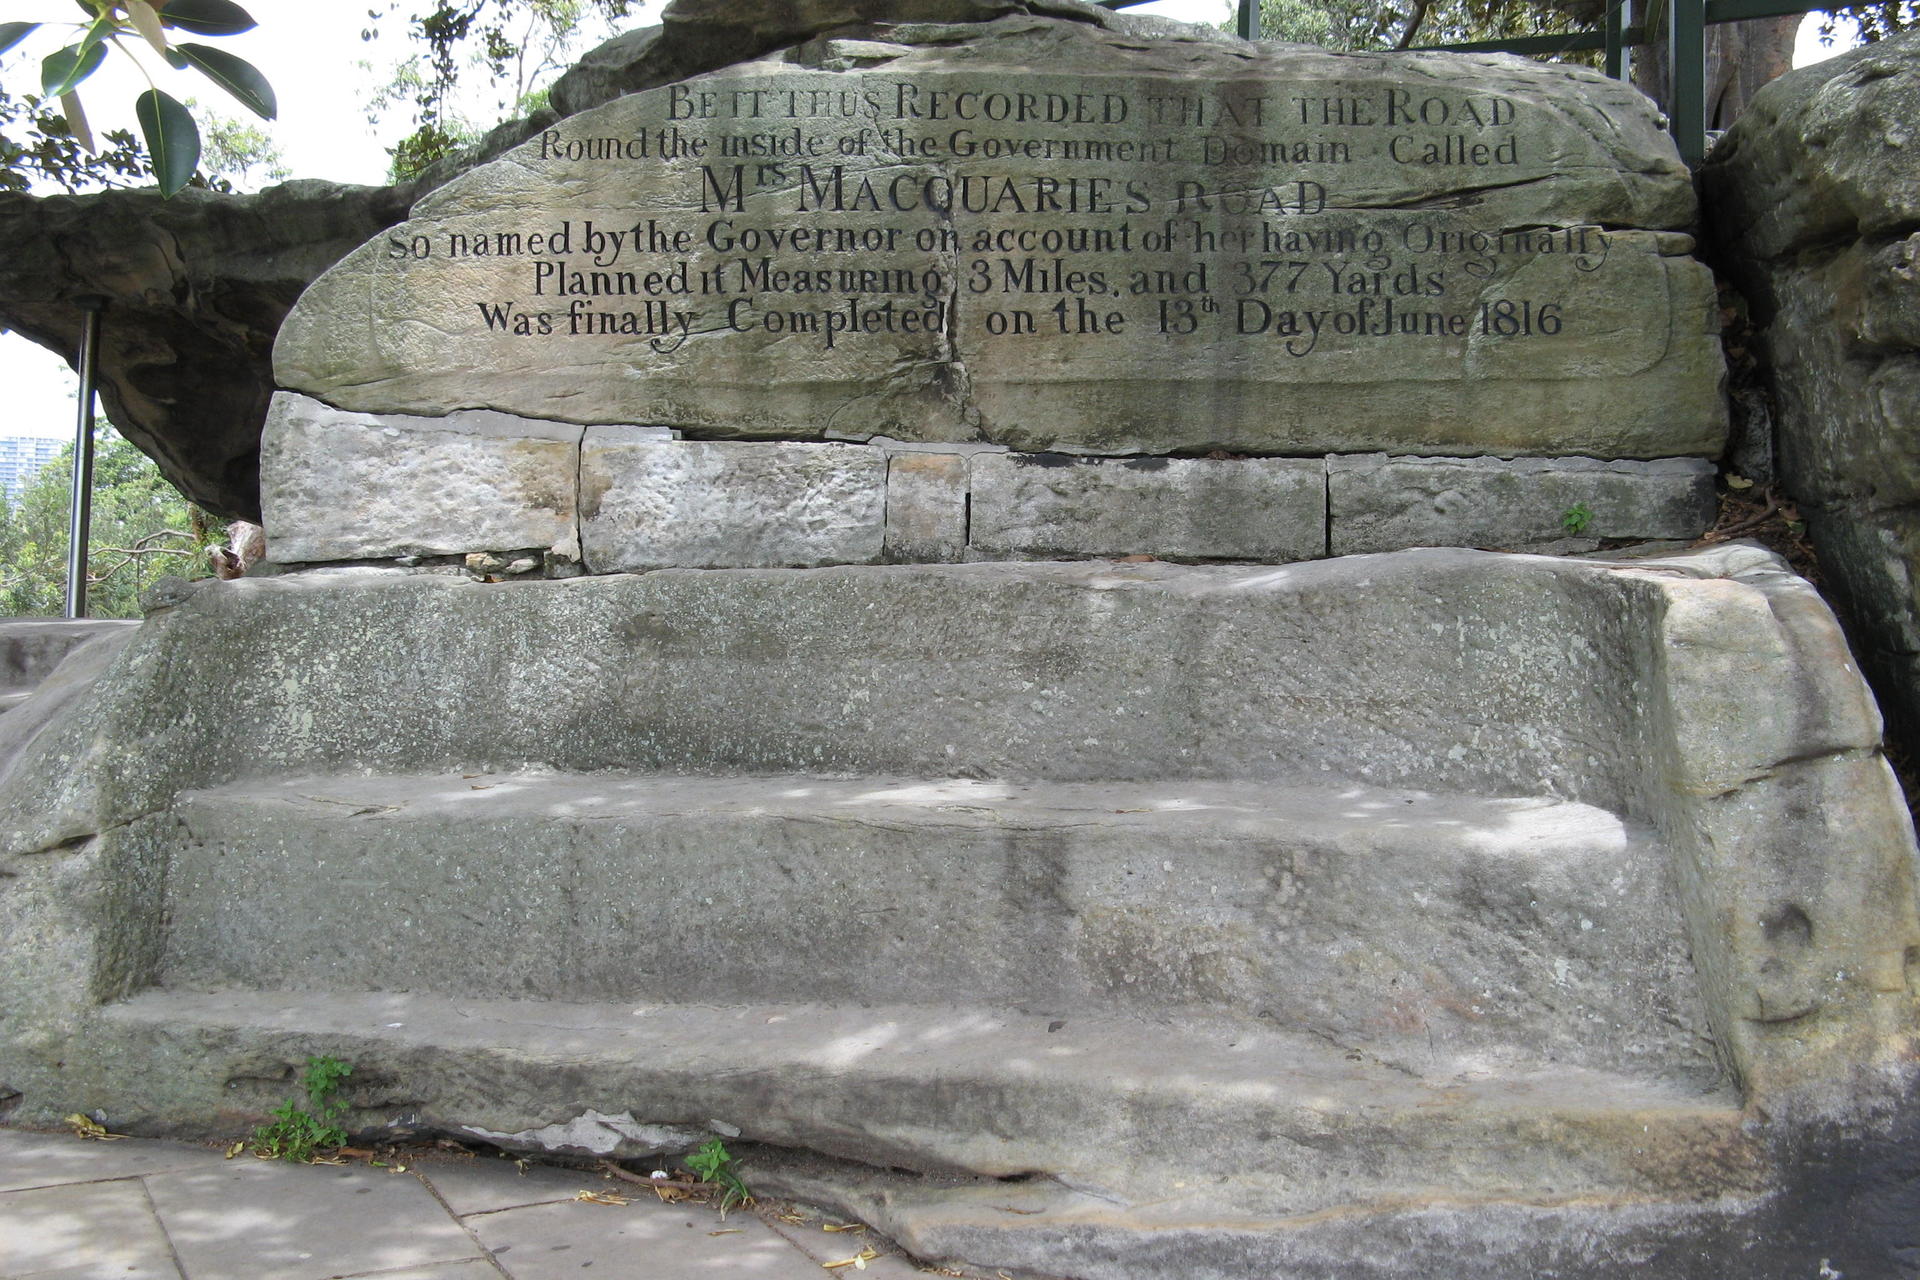 BE IT THUS RECORDED THAT THE ROAD
Round the inside of the Government Domain Called
Mrs MACQUARIES ROAD
So named by the Governor on account of her having Originally
Planned it Measuring 3 Miles, and 377 Yards
Was finally Completed on the 13th Day of June 1816